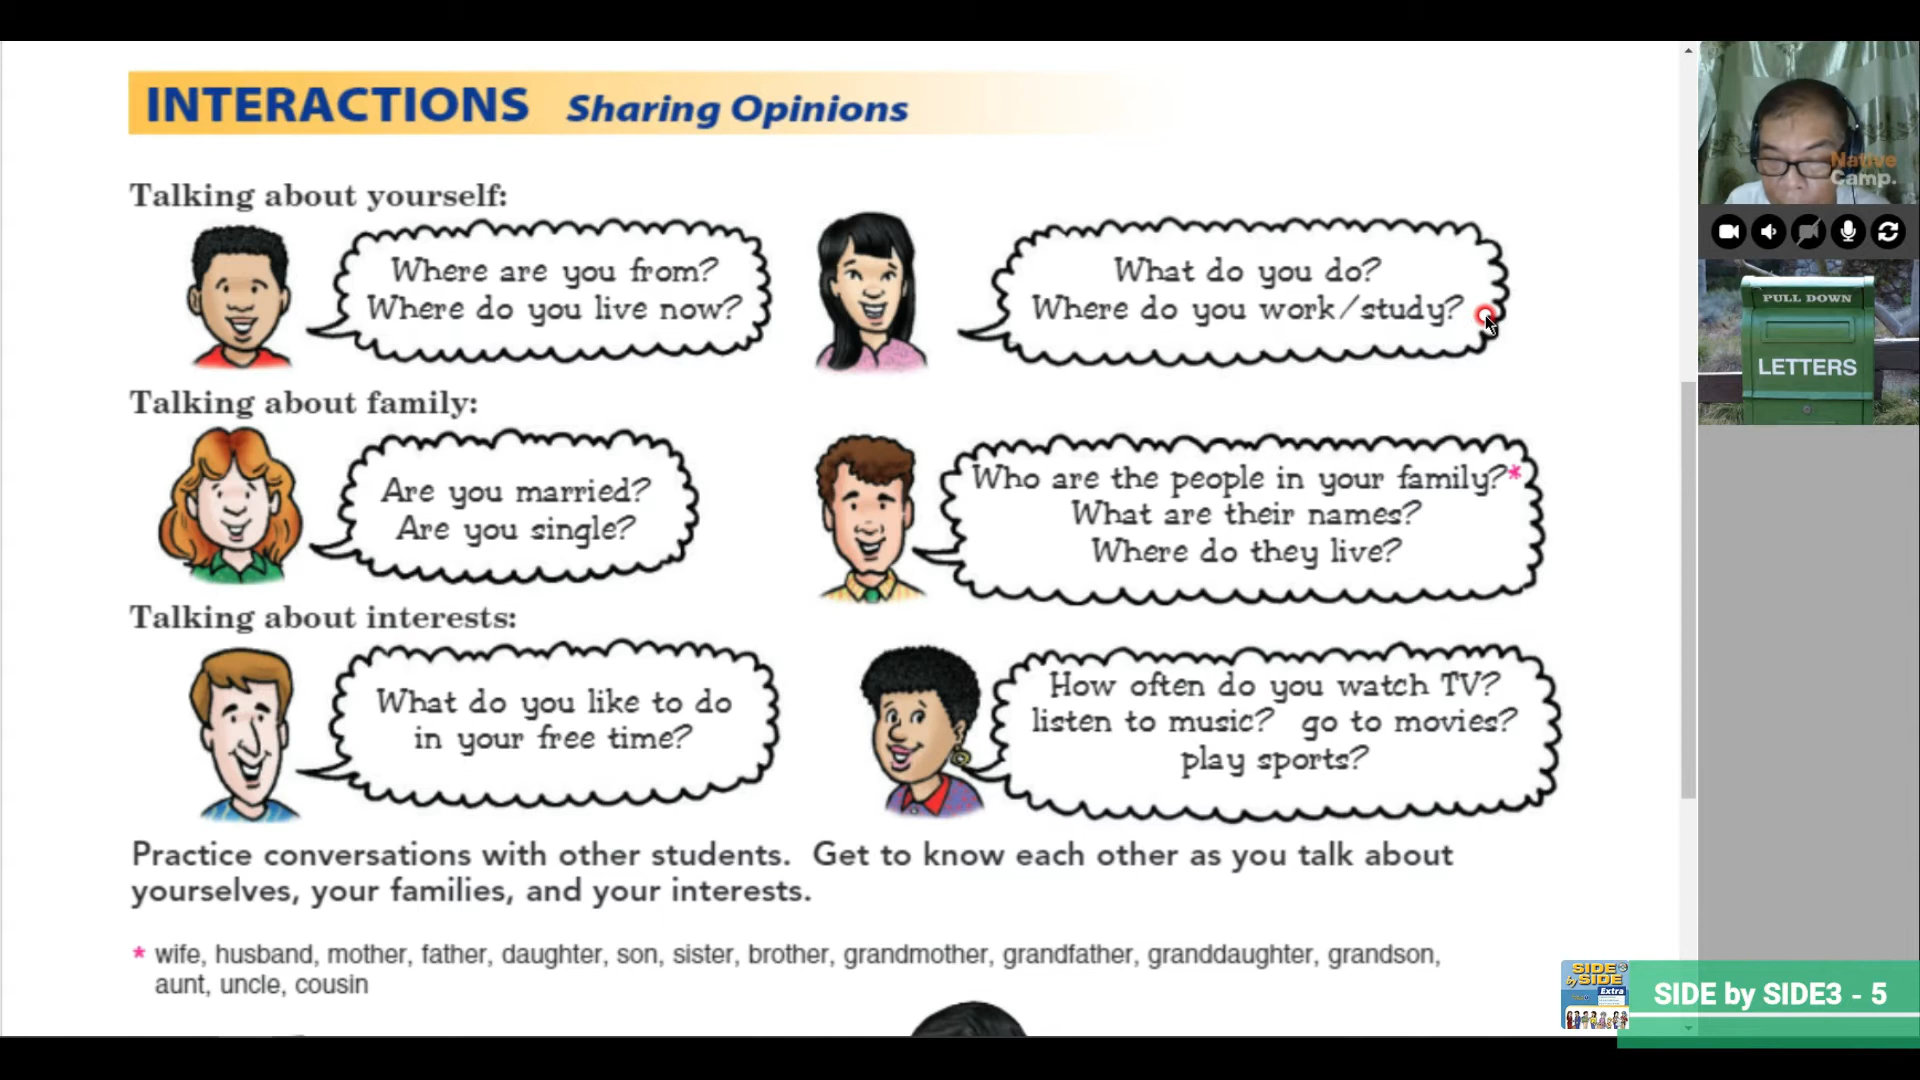 INTERACTIONS Sharing Opinions
Talking about yourself:
Where are you from?
Where do you live now?
What do you do?
Where do you work/study?
Talking about family:
Are you married?
Are you single?
Who are the people in your family?*
What are their names?
Where do they live?
Talking about interests:
What do you like to do
in your free time?
How often do you watch TV?
listen to music? go to movies?
play sports?
Practice conversations with other students. Get to know each other as you talk about
yourselves, your families, and your interests.
* wife, husband, mother, father, daughter, son, sister, brother, grandmother, grandfather, granddaughter, grandson,
aunt, uncle, cousin
Native
Camp.
PULL DOWN
LETTERS
SIDE
by SIDE
Extra
SIDE by SIDE3 - 5